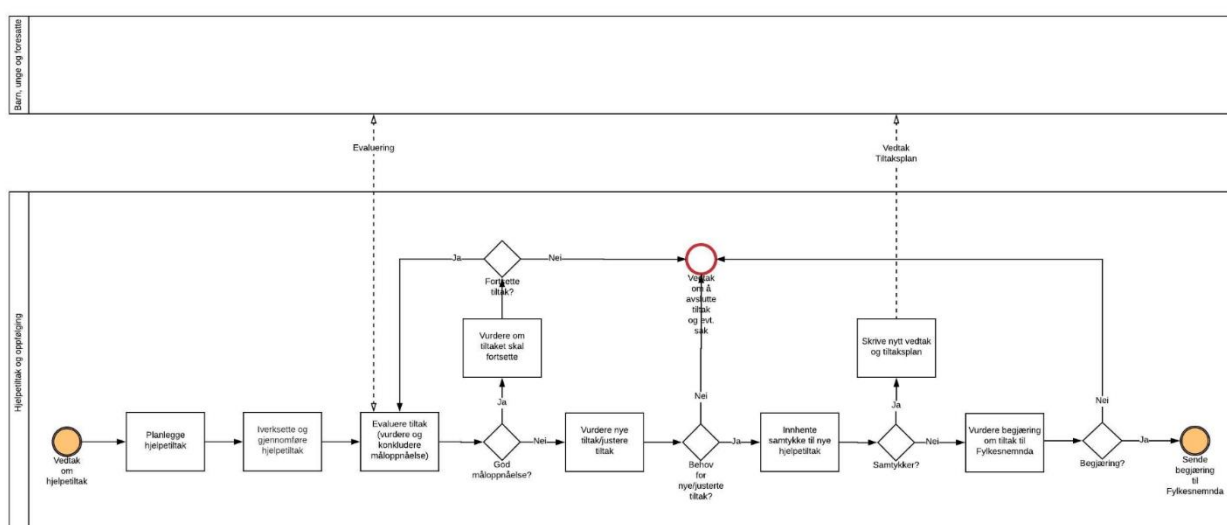 Barn, unge og foresatte
Evaluering
Vedtak
Tiltaksplan
Hjelpetiltak og oppfølging
Vedtak
om
hjelpetiltak
Planlegge
hjelpetiltak
Iverksette og
gjennomføre
hjelpetiltak
Evaluere tiltak
(vurdere og
konkludere
måloppnåelse)
God
måloppnåelse?
Ja
Vurdere om
tiltaket skal
fortsette
Fortsette
tiltak?
Ja
Nei
Vedtak
om å
avslutte
tiltak
og evt.
sak
Nei
Vurdere nye
tiltak/justere
tiltak
Behov
for
nye/justerte
tiltak?
Nei
Ja
Innhente
samtykke til nye
hjelpetiltak
Samtykker?
Ja
Skrive nytt vedtak
og tiltaksplan
Nei
Vurdere begjæring
om tiltak til
Fylkesnemnda
Begjæring?
Nei
Ja
Sende
begjæring
til
Fylkesnemnda